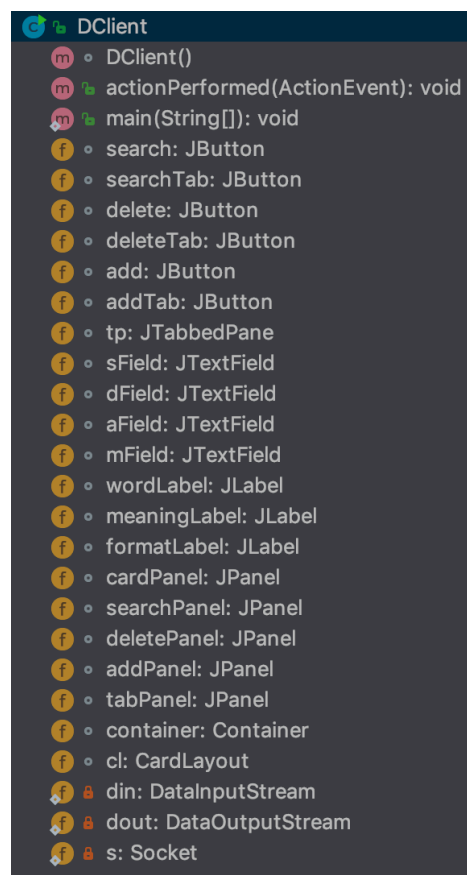 DClient
DClient()
actionPerformed(ActionEvent): void
main(String[]): void
search: JButton
searchTab: JButton
delete: JButton
deleteTab: JButton
add: JButton
addTab: JButton
tp: JTabbedPane
sField: JTextField
dField: JTextField
aField: JTextField
mField: JTextField
wordLabel: JLabel
meaningLabel: JLabel
formatLabel: JLabel
cardPanel: JPanel
searchPanel: JPanel
deletePanel: JPanel
addPanel: JPanel
tabPanel: JPanel
container: Container
cl: CardLayout
din: DataInputStream
dout: DataOutputStream
s: Socket